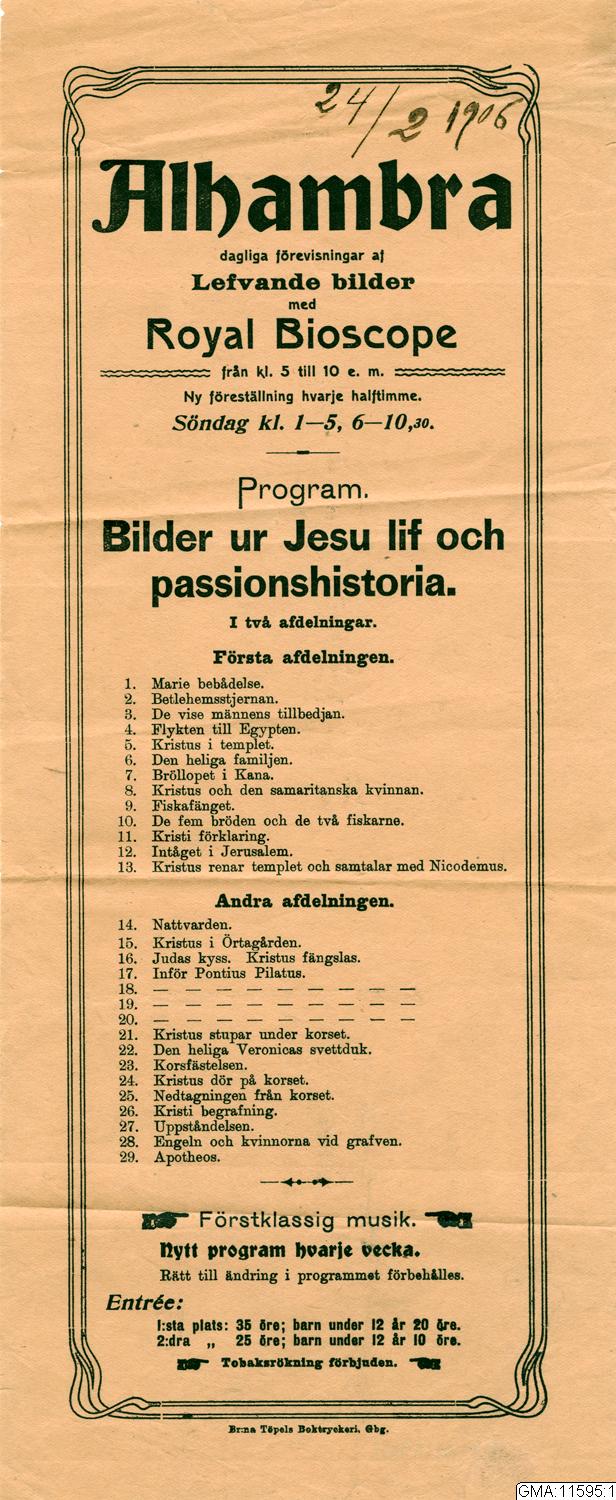 24/2 1906
Alhambra
dagliga förevisningar af
Lefvande bilder
med
Royal Bioscope
från kl. 5 till 10 e. m.
Ny föreställning hvarje halftimme.
Söndag kl. 1—5, 6—10,30.
Program.
Bilder ur Jesu lif och
passionshistoria.
I två afdelningar.
Första afdelningen.
1. Marie bebådelse.
2. Betlehemsstjernan.
3. De vise männens tillbedjan.
4. Flykten till Egypten.
5. Kristus i templet.
6. Den heliga familjen.
7. Bröllopet i Kana.
8. Kristus och den samaritanska kvinnan.
9. Fiskafänget.
10. De fem bröden och de två fiskarne.
11. Kristi förklaring.
12. Intåget i Jerusalem.
13. Kristus renar templet och samtalar med Nicodemus.
Andra afdelningen.
14. Nattvarden.
15. Kristus i Örtagården.
16. Judas kyss. Kristus fängslas.
17. Inför Pontius Pilatus.
18. — — — — — — — — —
19. — — — — — — — — —
20. — — — — — — — — —
21. Kristus stupar under korset.
22. Den heliga Veronicas svettduk.
23. Korsfästelsen.
24. Kristus dör på korset.
25. Nedtagningen från korset.
26. Kristi begrafning.
27. Uppståndelsen.
28. Engeln och kvinnorna vid grafven.
29. Apotheos.
Förstklassig musik.
Nytt program hvarje vecka.
Rätt till ändring i programmet förbehålles.
Entrée:
1:sta plats: 35 öre; barn under 12 år 20 öre.
2:dra „ 25 öre; barn under 12 år 10 öre.
Tobaksrökning förbjuden.
Br:na Töpels Boktryckeri, Gbg.
GMA:11595:1